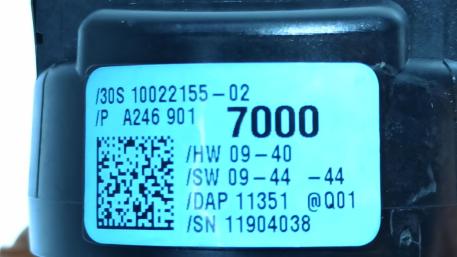 /30S 10022155-02
/P A246 901 7000
/HW 09-40
/SW 09-44 -44
/DAP 11351 @Q01
/SN 11904038